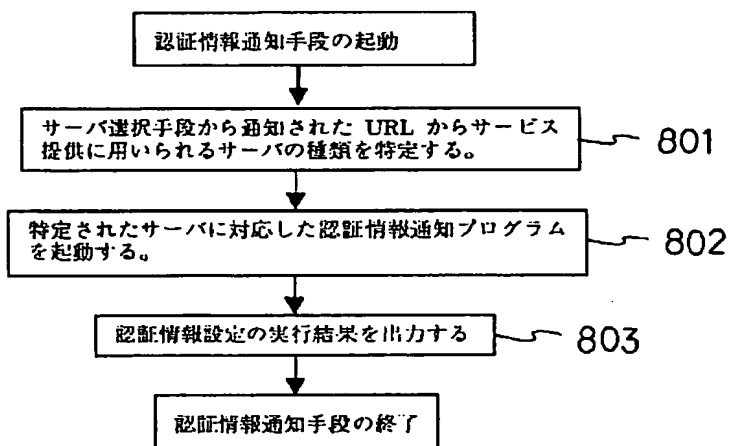 認証情報通知手段の起動
サーバ選択手段から通知された URL からサービス
提供に用いられるサーバの種類を特定する。
801
特定されたサーバに対応した認証情報通知プログラム
を起動する。
802
認証情報設定の実行結果を出力する
803
認証情報通知手段の終了